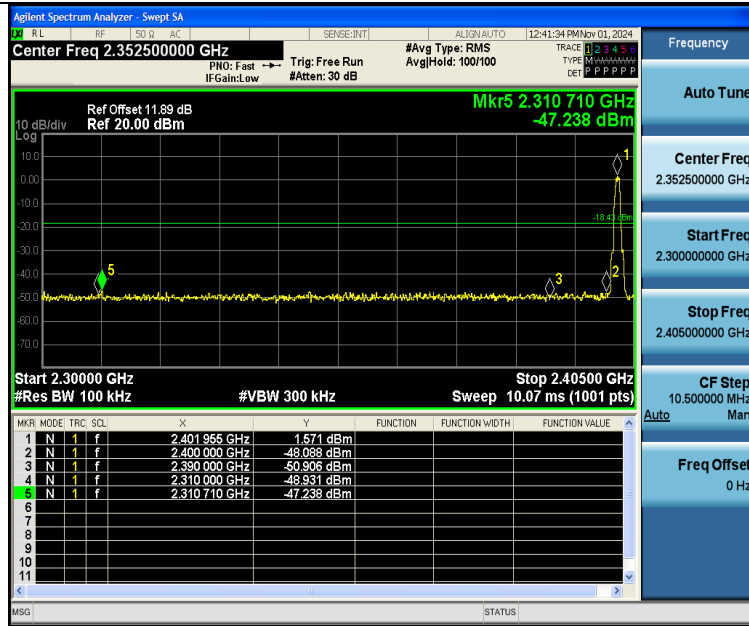 Agilent Spectrum Analyzer - Swept SA
LXI RL RF 50 Ω AC SENSE:INT ALIGN AUTO 12:41:34 PM Nov 01, 2024
Center Freq 2.352500000 GHz
PNO: Fast
IFGain:Low
Trig: Free Run
#Atten: 30 dB
#Avg Type: RMS
Avg|Hold: 100/100
TRACE 1 2 3 4 5 6
TYPE M
DET P P P P P P
Mkr5 2.310 710 GHz
-47.238 dBm
Ref Offset 11.89 dB
10 dB/div Ref 20.00 dBm
Log
10.0
0.00
-10.0
-20.0
-30.0
-40.0
-50.0
-60.0
-70.0
1
-18.43 dBm
5
3
2
Start 2.30000 GHz Stop 2.40500 GHz
#Res BW 100 kHz #VBW 300 kHz Sweep 10.07 ms (1001 pts)
MKR MODE TRC SCL X Y FUNCTION FUNCTION WIDTH FUNCTION VALUE
1 N 1 f 2.401 955 GHz 1.571 dBm
2 N 1 f 2.400 000 GHz -48.088 dBm
3 N 1 f 2.390 000 GHz -50.906 dBm
4 N 1 f 2.310 000 GHz -48.931 dBm
5 N 1 f 2.310 710 GHz -47.238 dBm
6
7
8
9
10
11
MSG STATUS
Frequency
Auto Tune
Center Freq
2.352500000 GHz
Start Freq
2.300000000 GHz
Stop Freq
2.405000000 GHz
CF Step
10.500000 MHz
Auto Man
Freq Offset
0 Hz